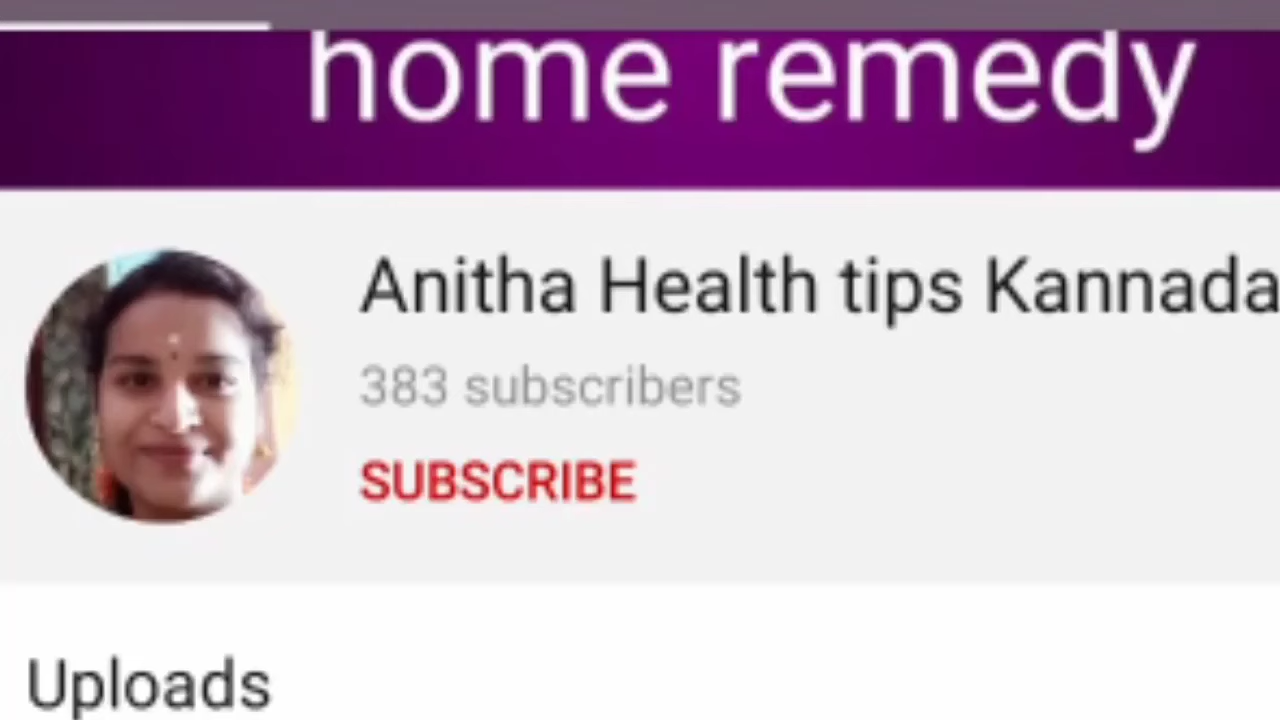 home remedy
Anitha Health tips Kannada
383 subscribers
SUBSCRIBE
Uploads